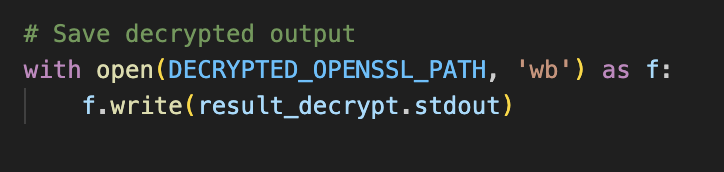 # Save decrypted output
with open(DECRYPTED_OPENSSL_PATH, 'wb') as f:
    f.write(result_decrypt.stdout)